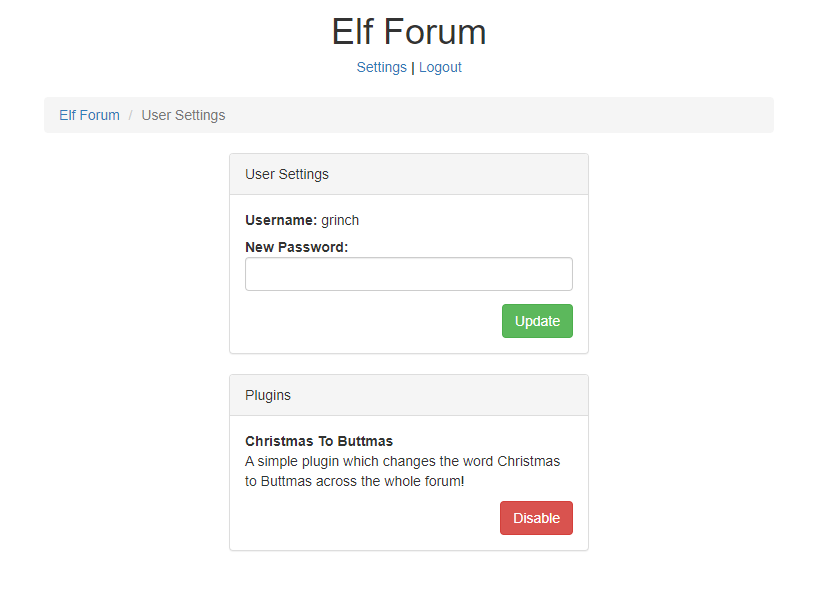 Elf Forum
Settings | Logout
Elf Forum / User Settings
User Settings
Username: grinch
New Password:
Update
Plugins
Christmas To Buttmas
A simple plugin which changes the word Christmas
to Buttmas across the whole forum!
Disable